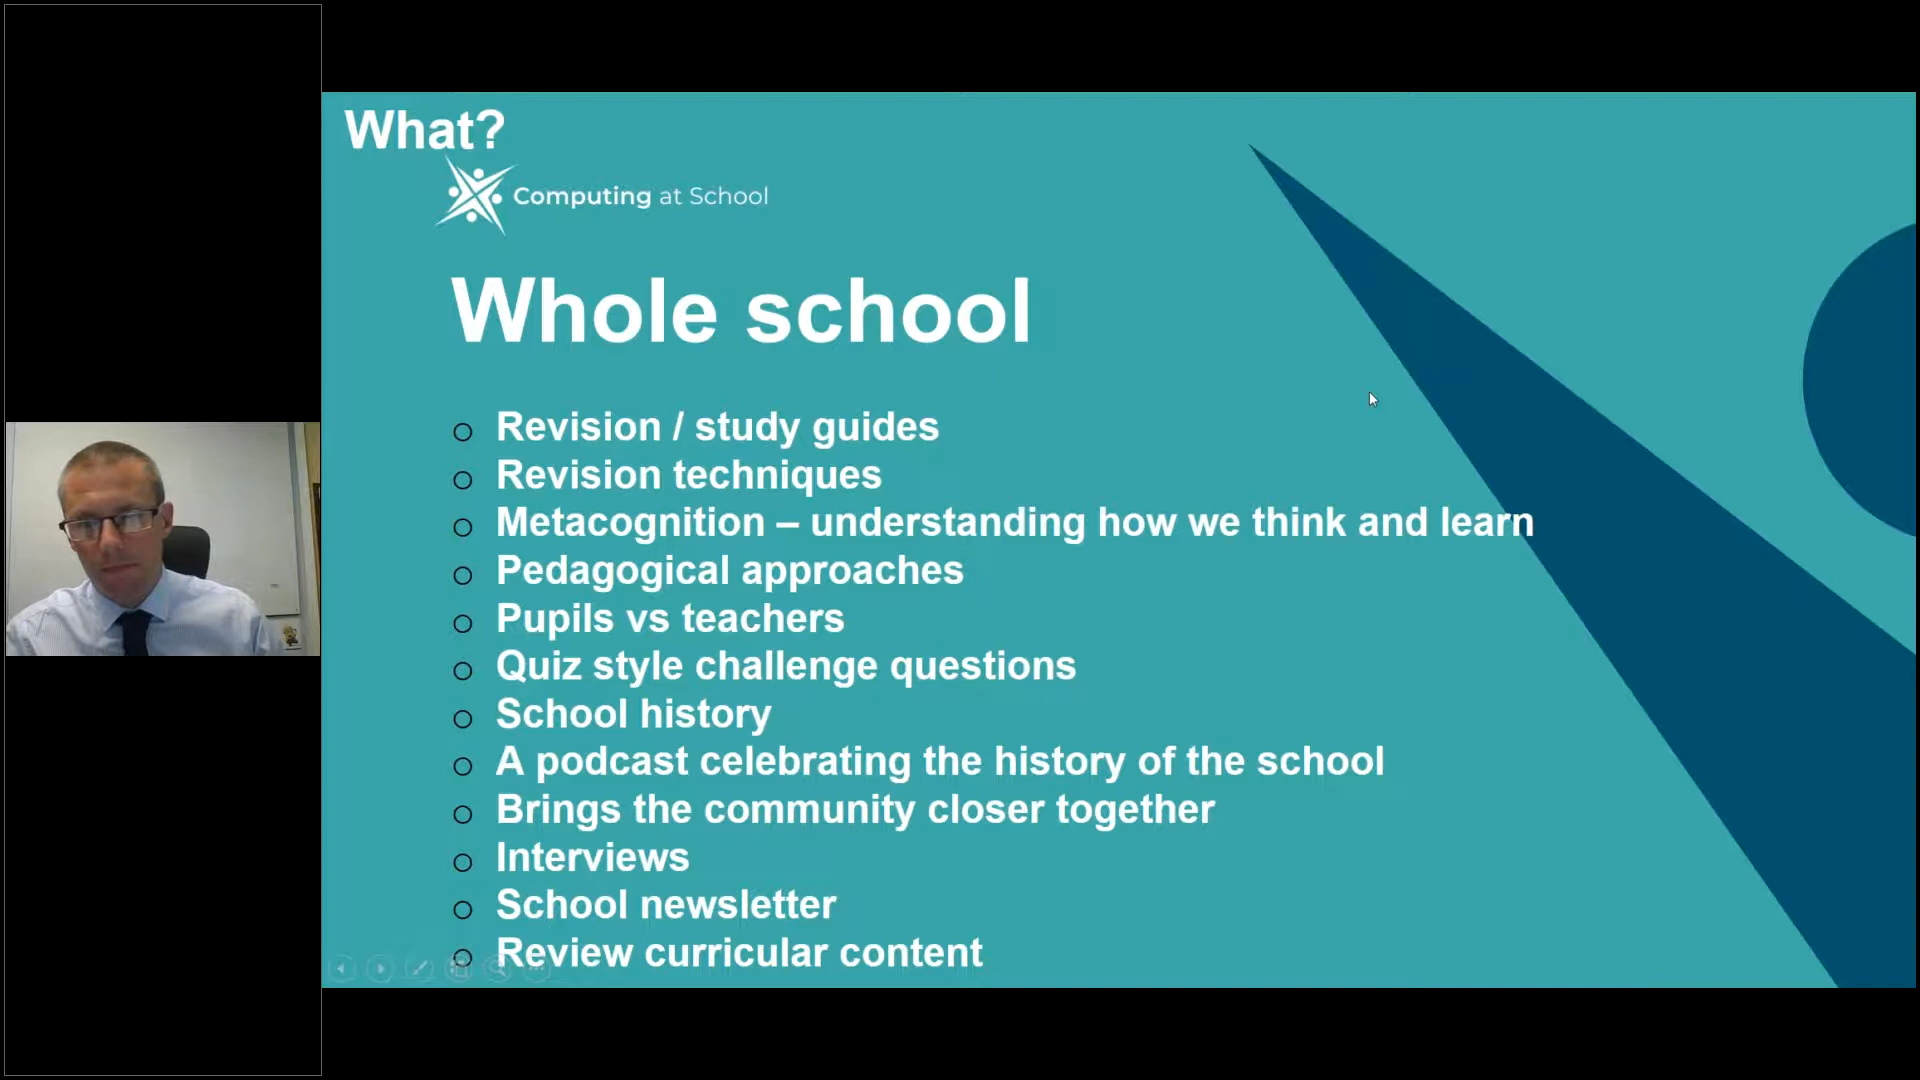 What?
Computing at School
Whole school
Revision / study guides
Revision techniques
Metacognition – understanding how we think and learn
Pedagogical approaches
Pupils vs teachers
Quiz style challenge questions
School history
A podcast celebrating the history of the school
Brings the community closer together
Interviews
School newsletter
Review curricular content